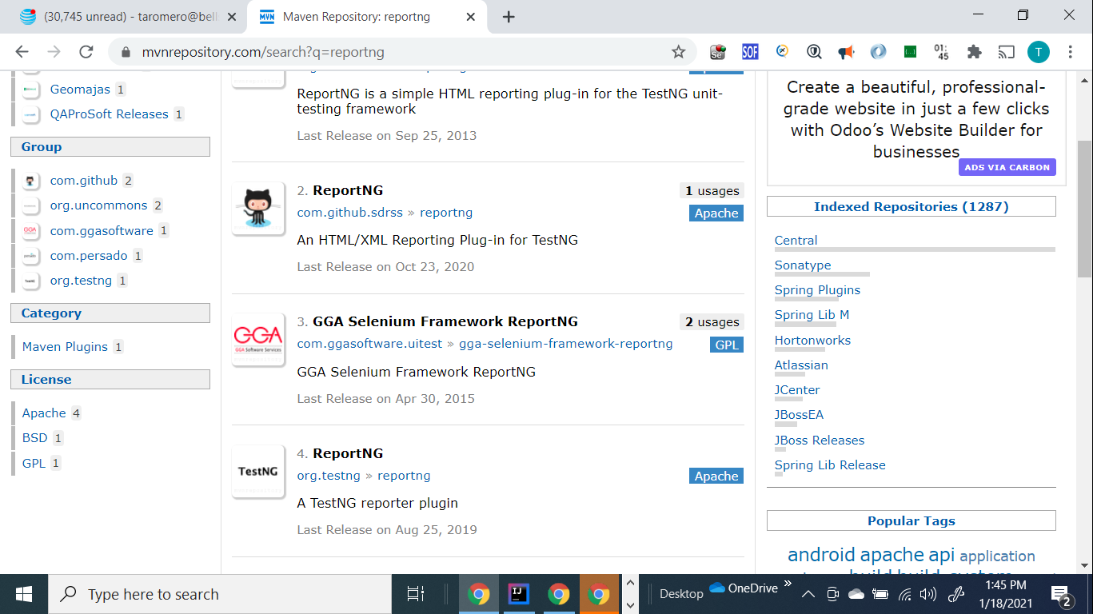 (30,745 unread) - taromero@bel
Maven Repository: reportng
mvnrepository.com/search?q=reportng
SOF
01:
45
T
Geomajas 1
QAProSoft Releases 1
Group
com.github 2
org.uncommons 2
com.ggasoftware 1
com.persado 1
org.testng 1
Category
Maven Plugins 1
License
Apache 4
BSD 1
GPL 1
ReportNG is a simple HTML reporting plug-in for the TestNG unit-
testing framework
Last Release on Sep 25, 2013
2. ReportNG
1 usages
com.github.sdrss » reportng
Apache
An HTML/XML Reporting Plug-in for TestNG
Last Release on Oct 23, 2020
GGA
GGA Software Services
3. GGA Selenium Framework ReportNG
2 usages
com.ggasoftware.uitest » gga-selenium-framework-reportng
GPL
GGA Selenium Framework ReportNG
Last Release on Apr 30, 2015
TestNG
4. ReportNG
org.testng » reportng
Apache
A TestNG reporter plugin
Last Release on Aug 25, 2019
Create a beautiful, professional-
grade website in just a few clicks
with Odoo's Website Builder for
businesses
ADS VIA CARBON
Indexed Repositories (1287)
Central
Sonatype
Spring Plugins
Spring Lib M
Hortonworks
Atlassian
JCenter
JBossEA
JBoss Releases
Spring Lib Release
Popular Tags
android apache api application
Type here to search
Desktop
OneDrive
1:45 PM
1/18/2021
2